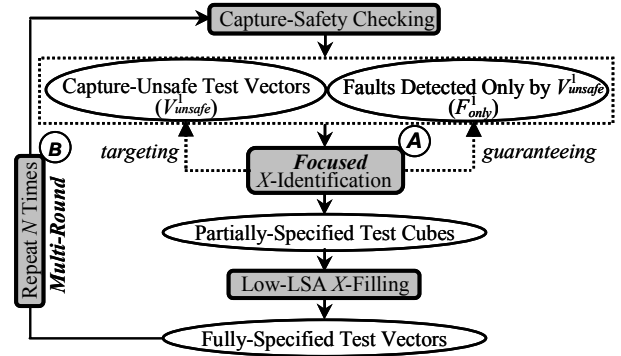 Capture-Safety Checking
Capture-Unsafe Test Vectors
(V¹unsafe)
Faults Detected Only by V¹unsafe
(F¹only)
B
targeting
A
guaranteeing
Focused
X-Identification
Repeat N Times
Multi-Round
Partially-Specified Test Cubes
Low-LSA X-Filling
Fully-Specified Test Vectors